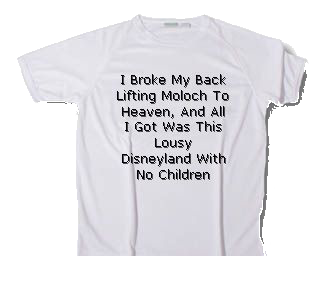 I Broke My Back
Lifting Moloch To
Heaven, And All
I Got Was This
Lousy
Disneyland With
No Children